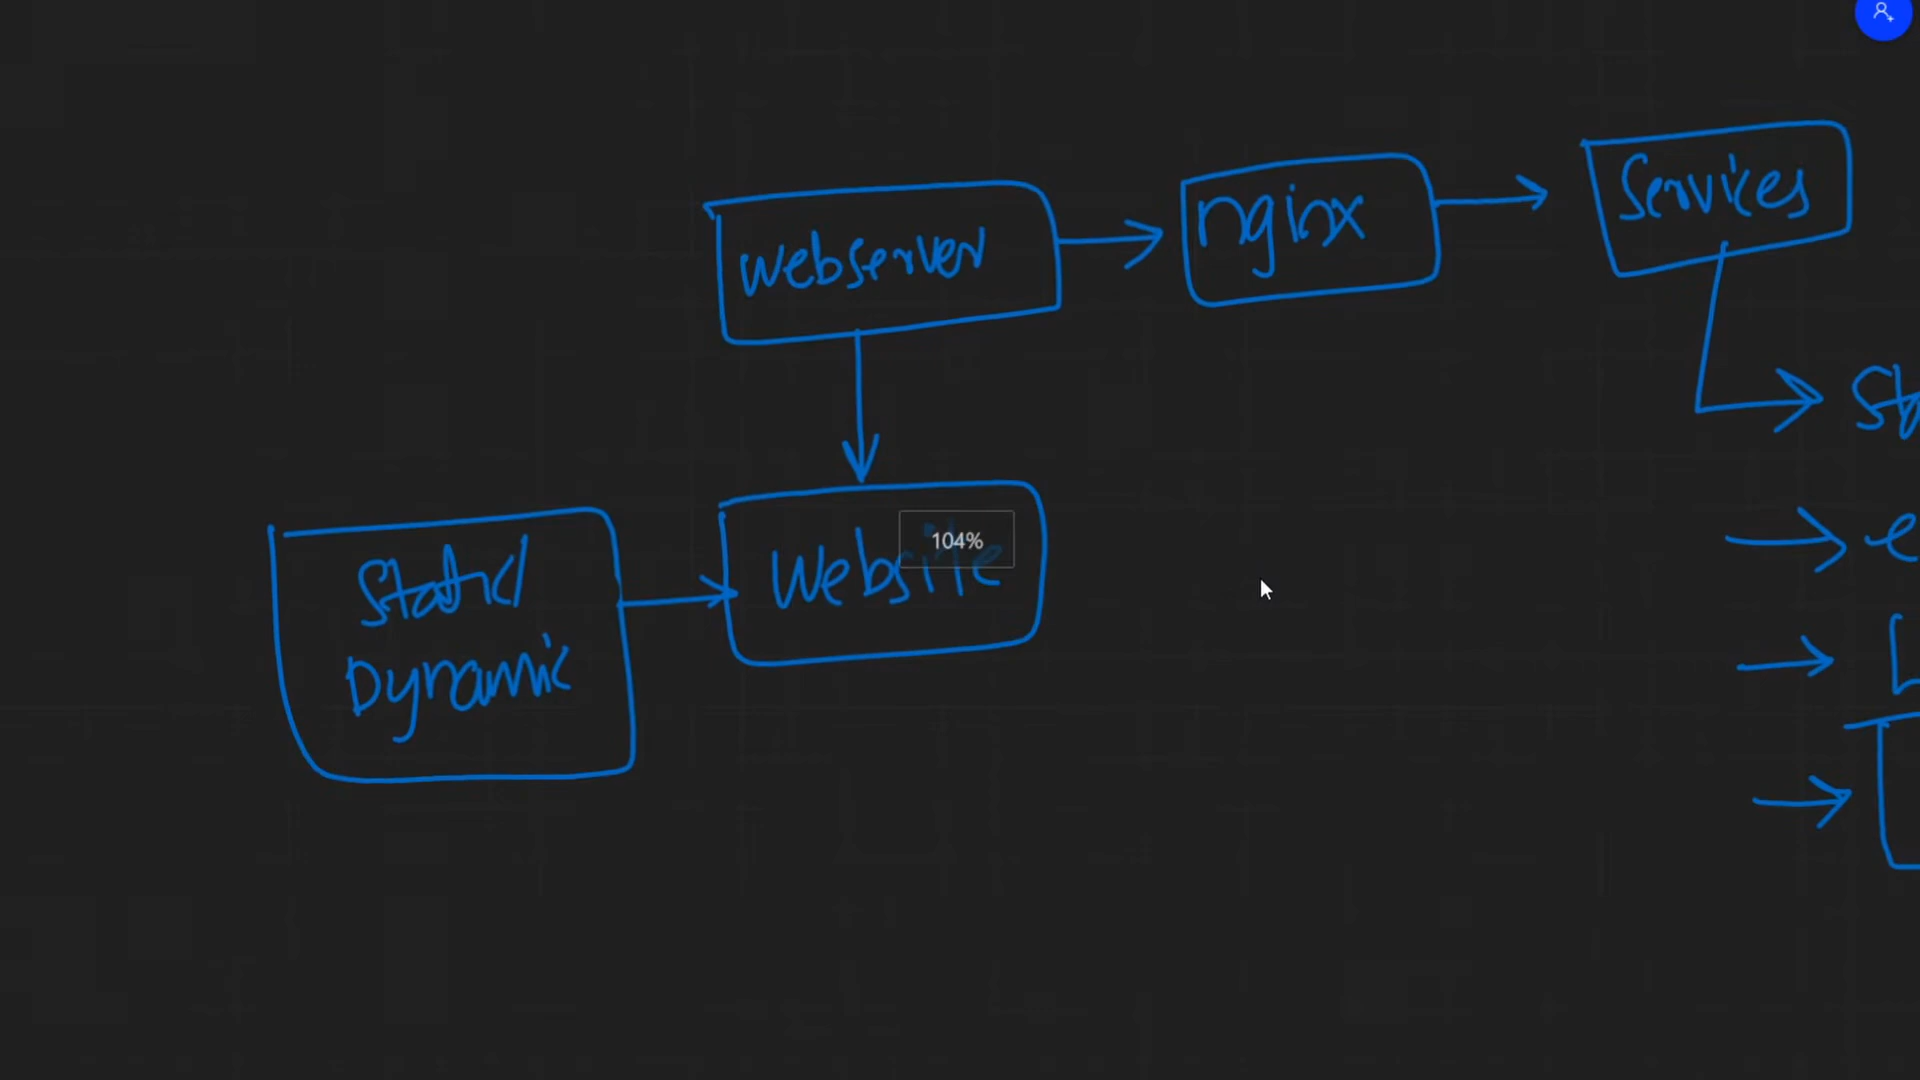 Webserver
nginx
Services
Website
104%
Static/
Dynamic